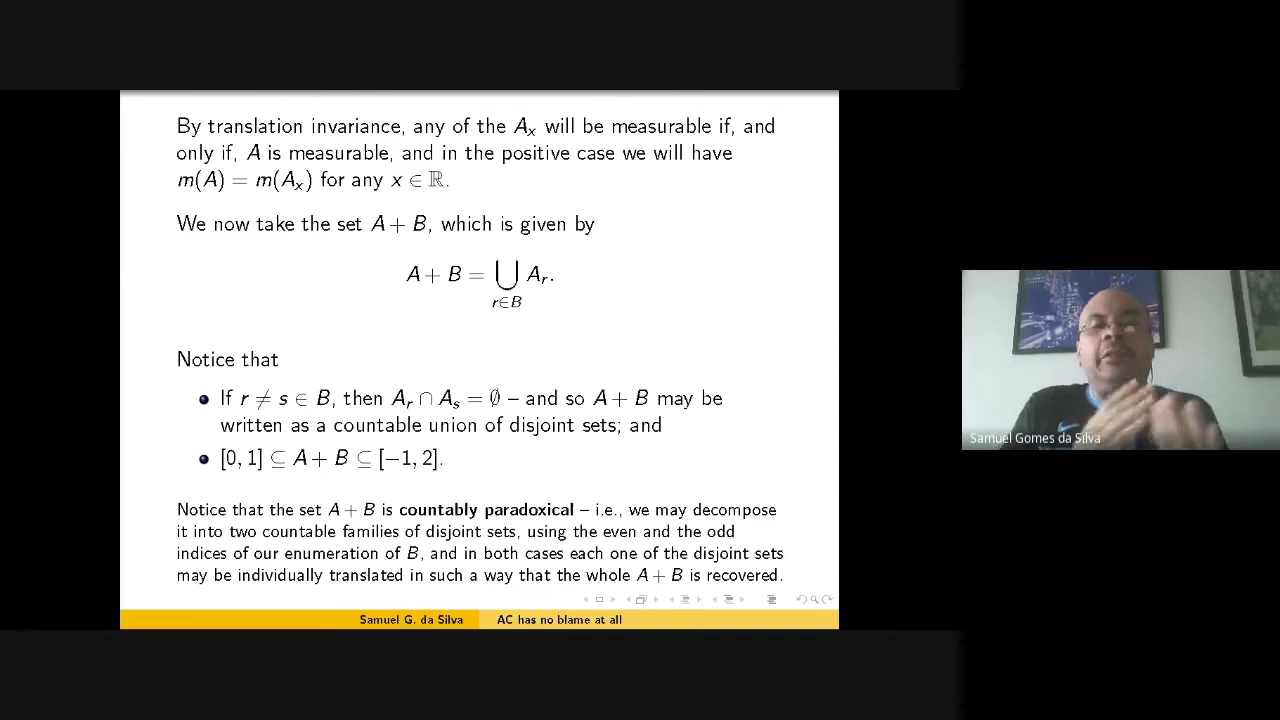 By translation invariance, any of the Aₓ will be measurable if, and
only if, A is measurable, and in the positive case we will have
m(A) = m(Aₓ) for any x ∈ ℝ.
We now take the set A + B, which is given by
A + B = ⋃_{r∈B} A_r.
Notice that
• If r ≠ s ∈ B, then A_r ∩ A_s = ∅ – and so A + B may be
written as a countable union of disjoint sets; and
• [0, 1] ⊆ A + B ⊆ [−1, 2].
Notice that the set A + B is countably paradoxical – i.e., we may decompose
it into two countable families of disjoint sets, using the even and the odd
indices of our enumeration of B, and in both cases each one of the disjoint sets
may be individually translated in such a way that the whole A + B is recovered.
Samuel G. da Silva AC has no blame at all
Samuel Gomes da Silva